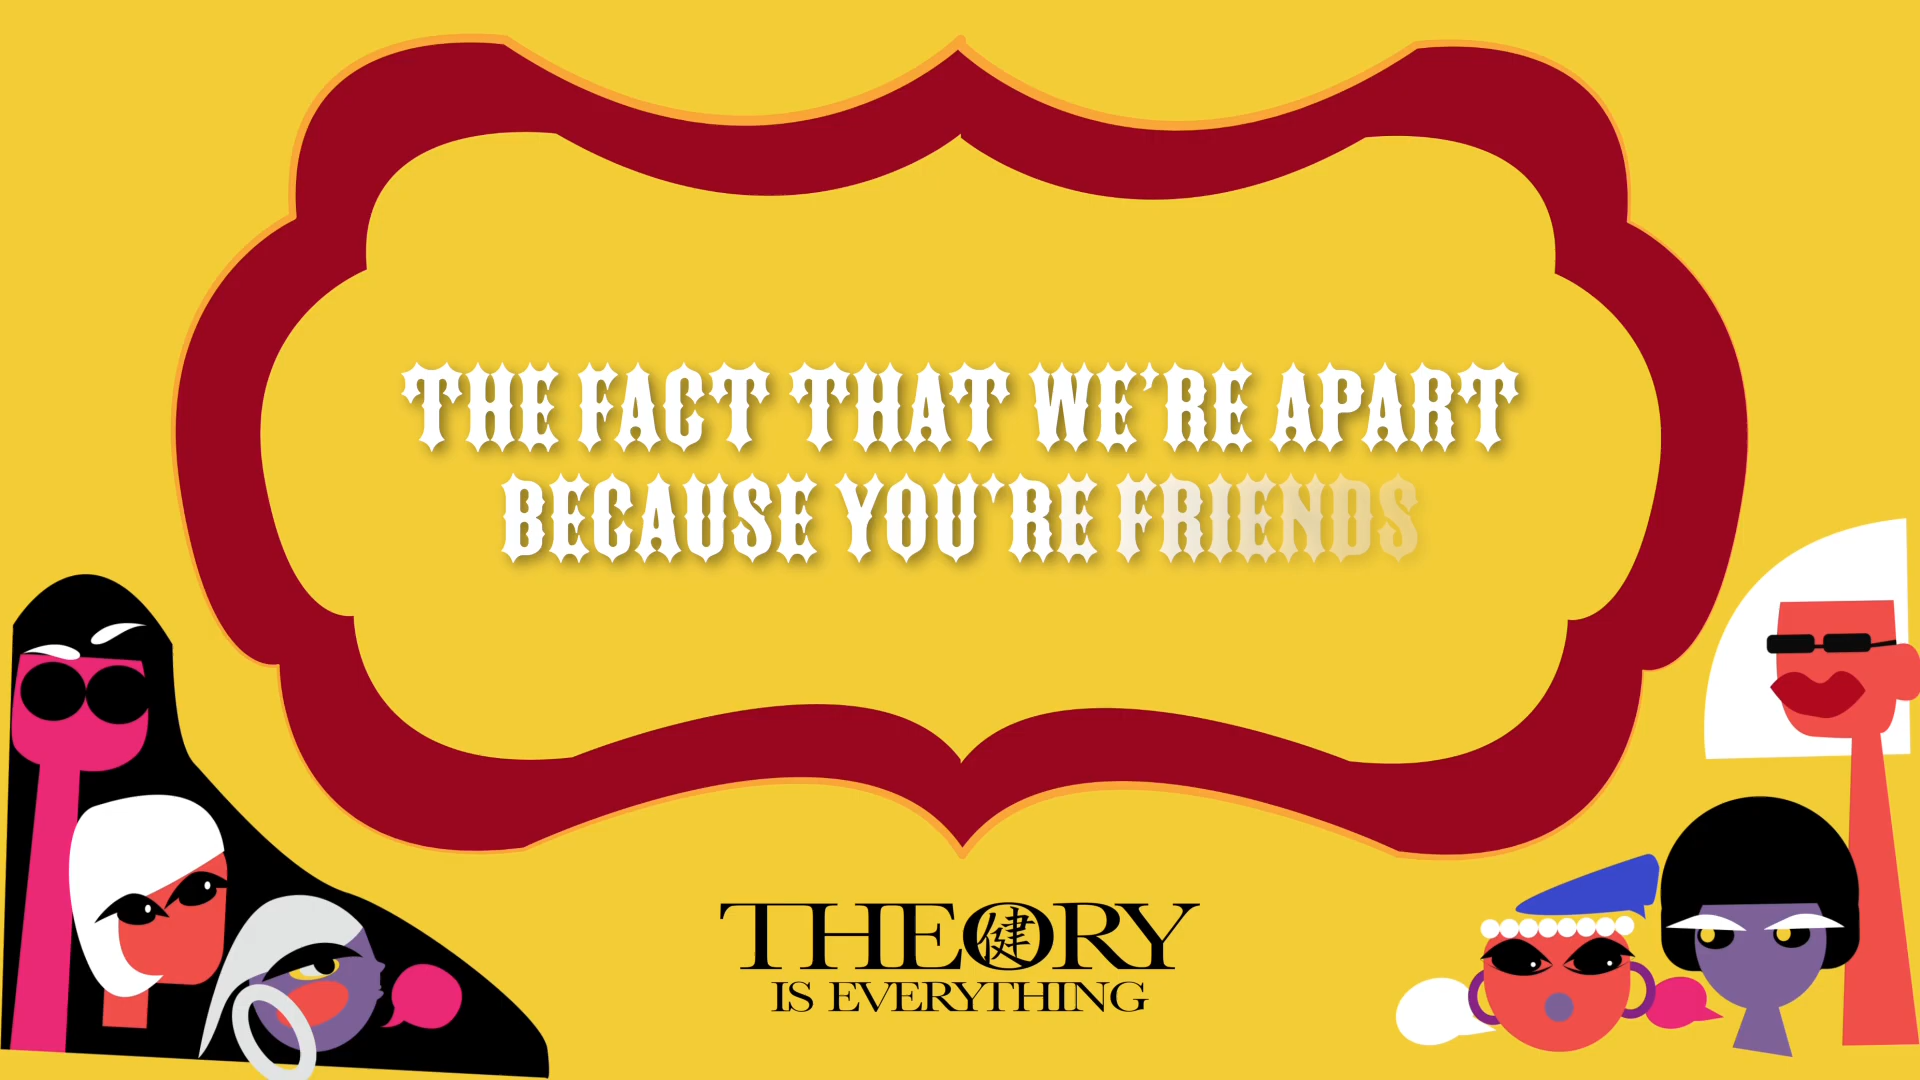 THE FACT THAT WE'RE APART
BECAUSE YOU'RE FRIENDS
THEORY
健
IS EVERYTHING